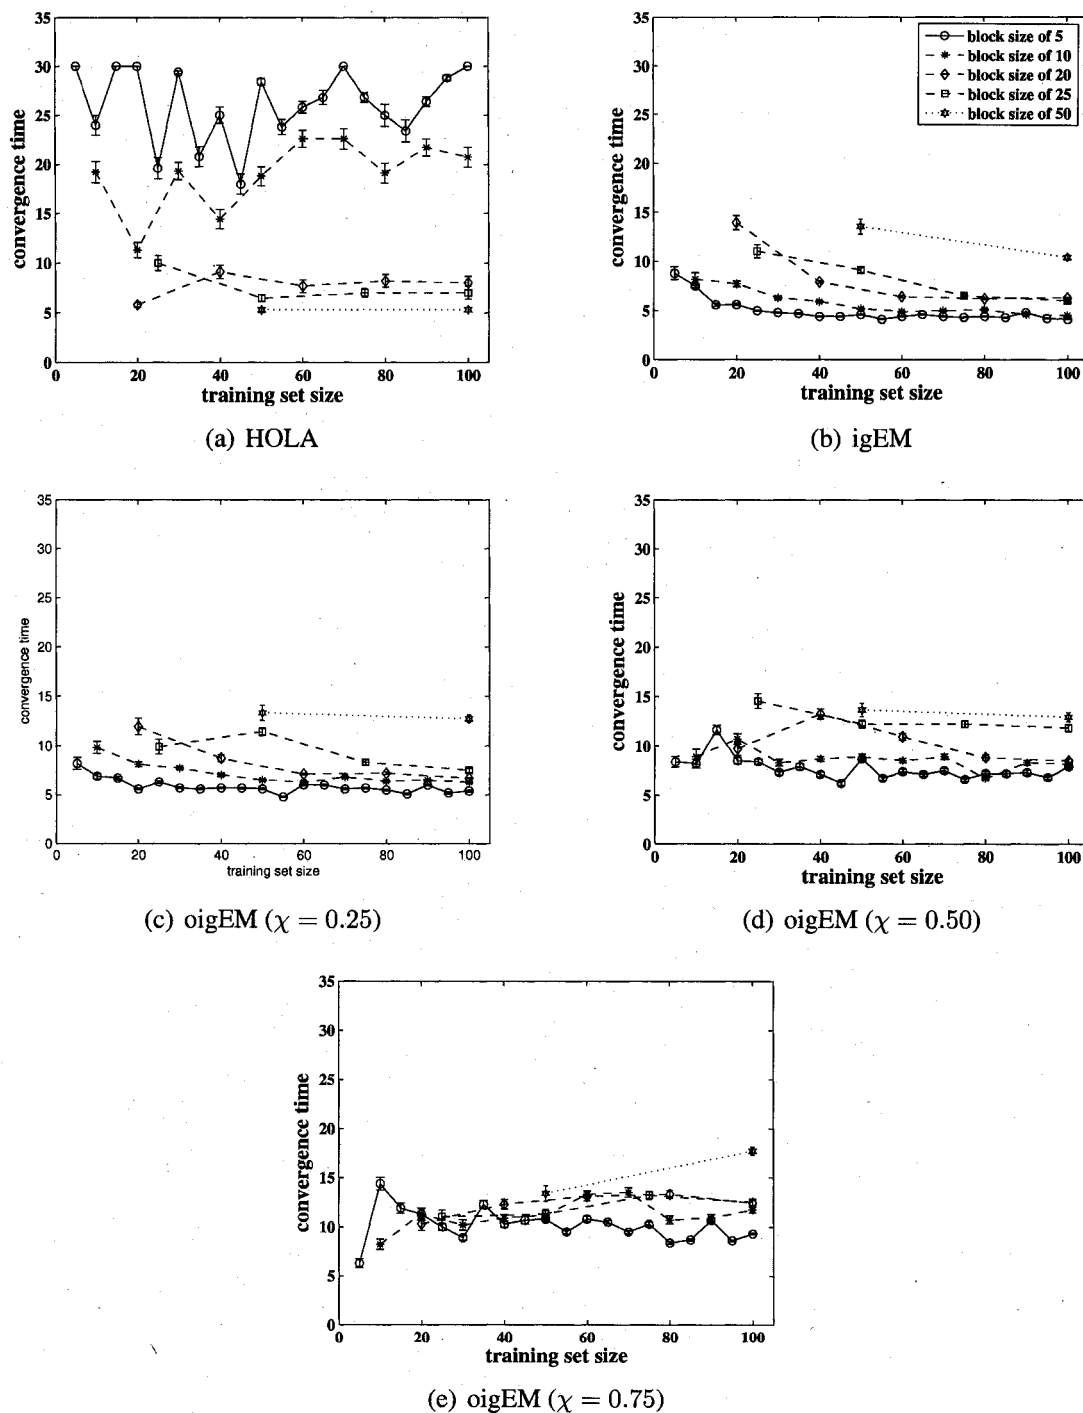 35
30
25
20
15
10
5
0
convergence time
0 20 40 60 80 100
training set size
(a) HOLA
35
30
25
20
15
10
5
0
convergence time
0 20 40 60 80 100
training set size
block size of 5
block size of 10
block size of 20
block size of 25
block size of 50
(b) igEM
35
30
25
20
15
10
5
0
convergence time
0 20 40 60 80 100
training set size
(c) oigEM (χ = 0.25)
35
30
25
20
15
10
5
0
convergence time
0 20 40 60 80 100
training set size
(d) oigEM (χ = 0.50)
35
30
25
20
15
10
5
0
convergence time
0 20 40 60 80 100
training set size
(e) oigEM (χ = 0.75)